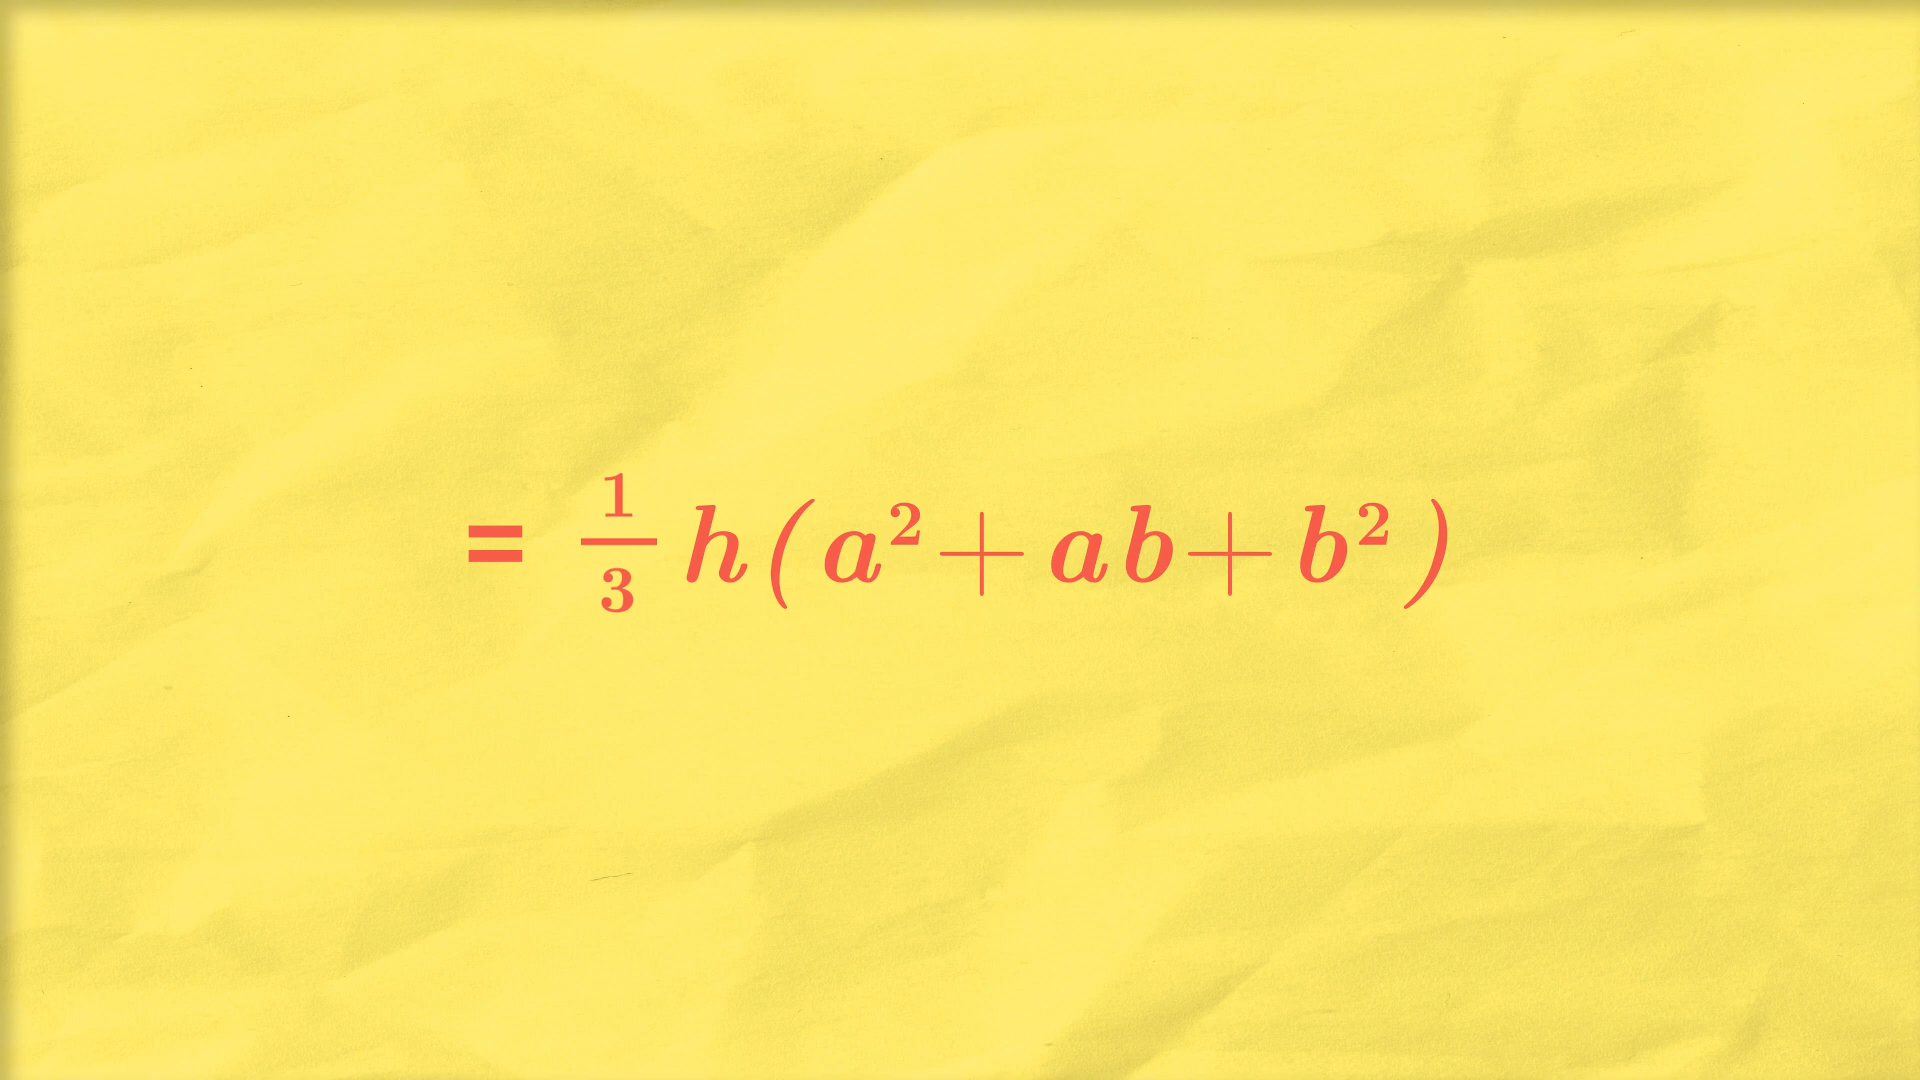 = 1/3 h(a² + ab + b²)